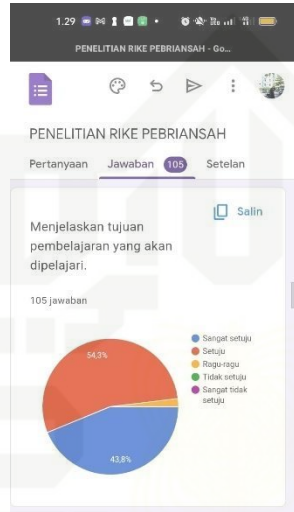 1.29
PENELITIAN RIKE PEBRIANSAH - Go...
PENELITIAN RIKE PEBRIANSAH
Pertanyaan Jawaban 105 Setelan
Salin
Menjelaskan tujuan
pembelajaran yang akan
dipelajari.
105 jawaban
Sangat setuju
Setuju
Ragu-ragu
Tidak setuju
Sangat tidak
setuju
54,3%
43,8%